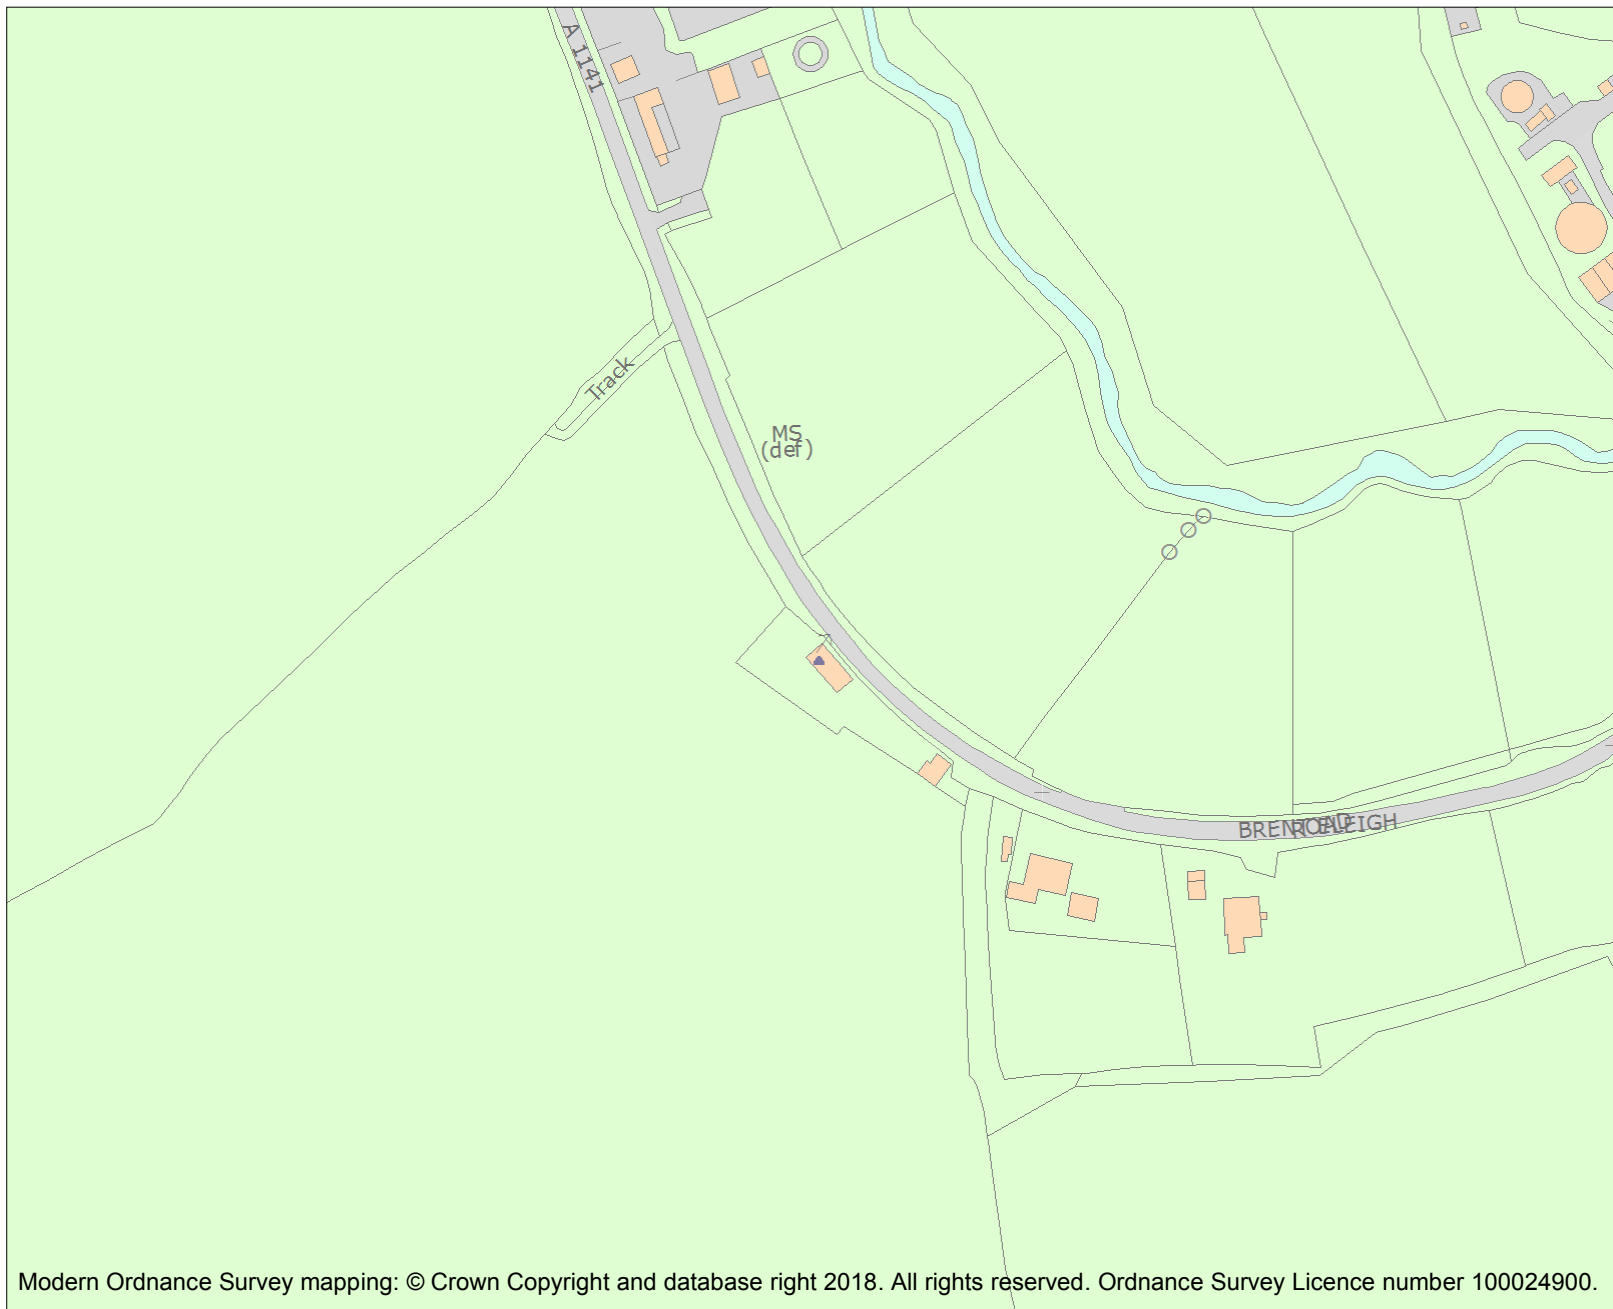 A 1141
Track
MS
(def)
BRENT ELEIGH
ROAD
Modern Ordnance Survey mapping: © Crown Copyright and database right 2018. All rights reserved. Ordnance Survey Licence number 100024900.